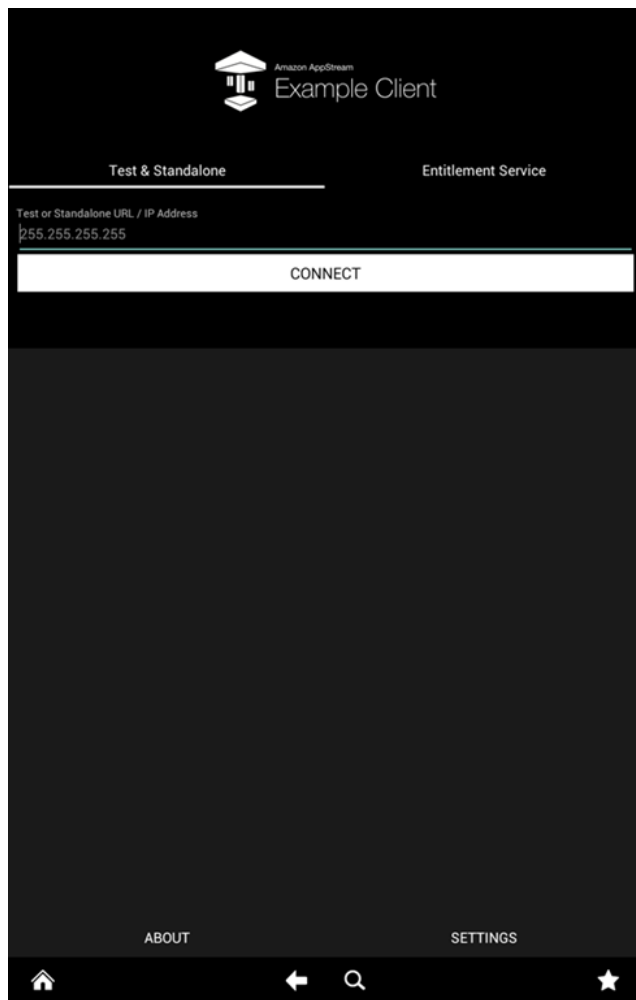 Amazon AppStream
Example Client
Test & Standalone
Entitlement Service
Test or Standalone URL / IP Address
255.255.255.255
CONNECT
ABOUT
SETTINGS